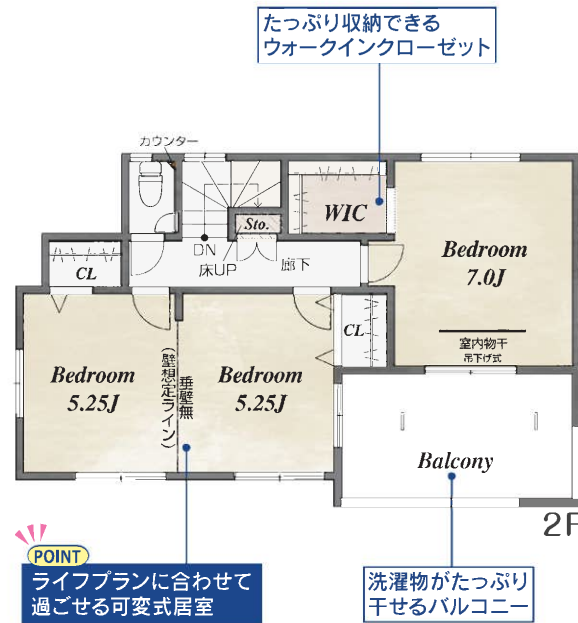 たっぷり収納できる
ウォークインクローゼット
カウンター
WIC
Sto.
DN
床UP
廊下
CL
Bedroom
7.0J
室内物干
吊下げ式
CL
Bedroom
5.25J
(壁想定ライン)
垂壁無
Bedroom
5.25J
Balcony
2F
POINT
ライフプランに合わせて
過ごせる可変式居室
洗濯物がたっぷり
干せるバルコニー